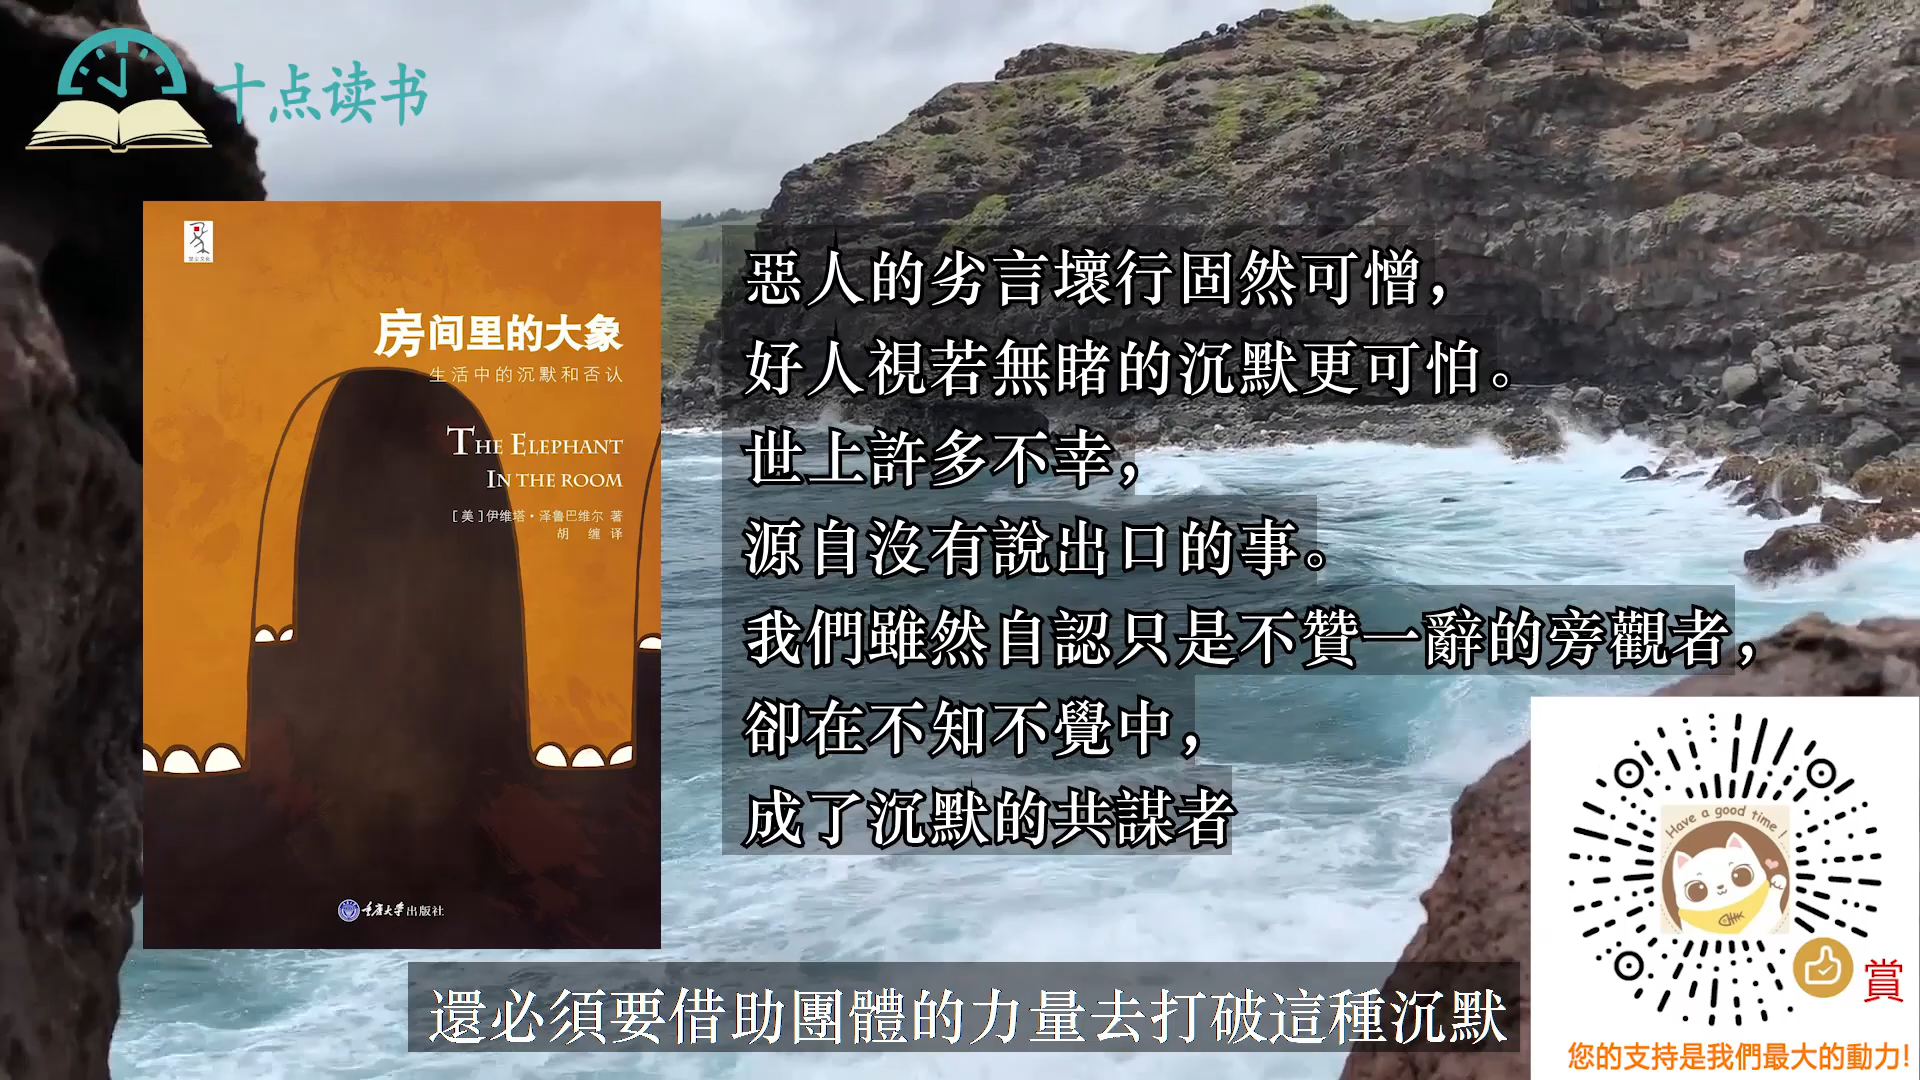 十点读书
房间里的大象
生活中的沉默和否认
THE ELEPHANT
IN THE ROOM
[美]伊维塔·泽鲁巴维尔 著
胡 缠 译
重庆大学出版社
惡人的劣言壞行固然可憎，
好人視若無睹的沉默更可怕。
世上許多不幸，
源自沒有說出口的事。
我們雖然自認只是不贊一辭的旁觀者，
卻在不知不覺中，
成了沉默的共謀者
Have a good time !
賞
您的支持是我們最大的動力!
還必須要借助團體的力量去打破這種沉默